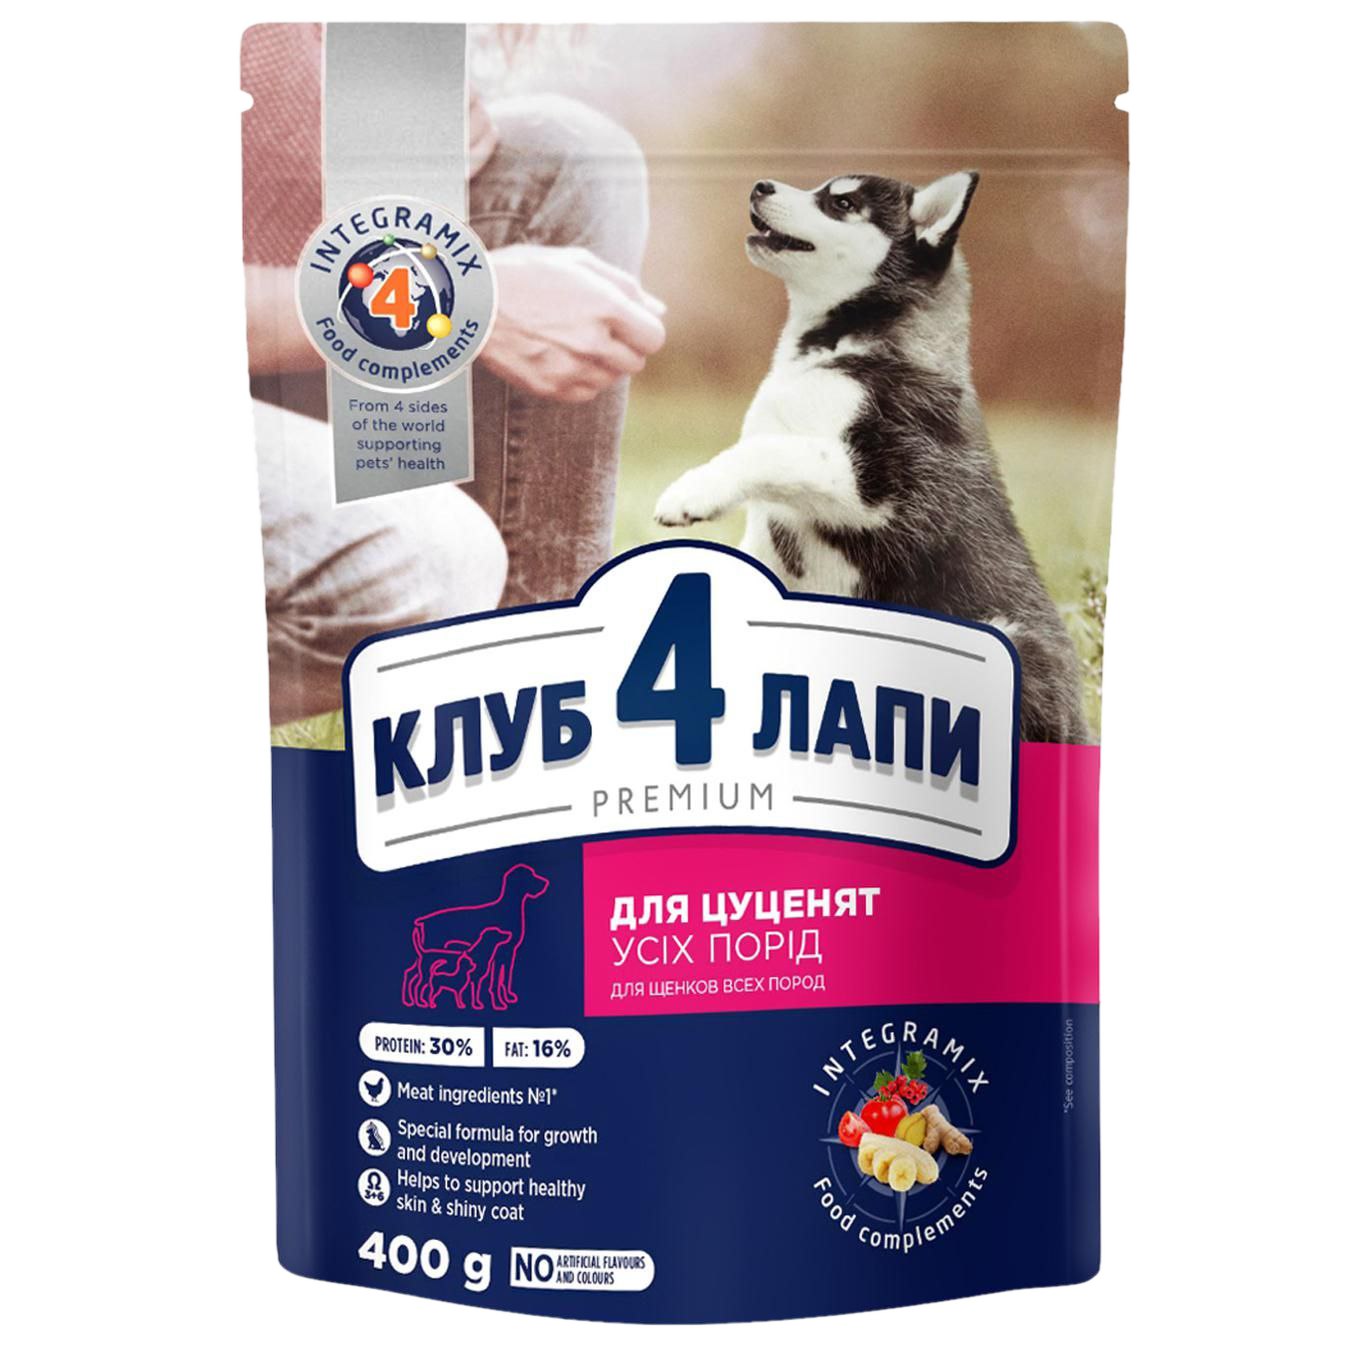 INTEGRAMIX
4
Food complements
From 4 sides
of the world
supporting
pets' health
КЛУБ 4 ЛАПИ
PREMIUM
ДЛЯ ЦУЦЕНЯТ
УСІХ ПОРІД
ДЛЯ ЩЕНКОВ ВСЕХ ПОРОД
PROTEIN: 30% FAT: 16%
Meat ingredients №1*
Special formula for growth
and development
Ω
3+6
Helps to support healthy
skin & shiny coat
400 g
NO ARTIFICIAL FLAVOURS
AND COLOURS
INTEGRAMIX
Food complements
*See composition